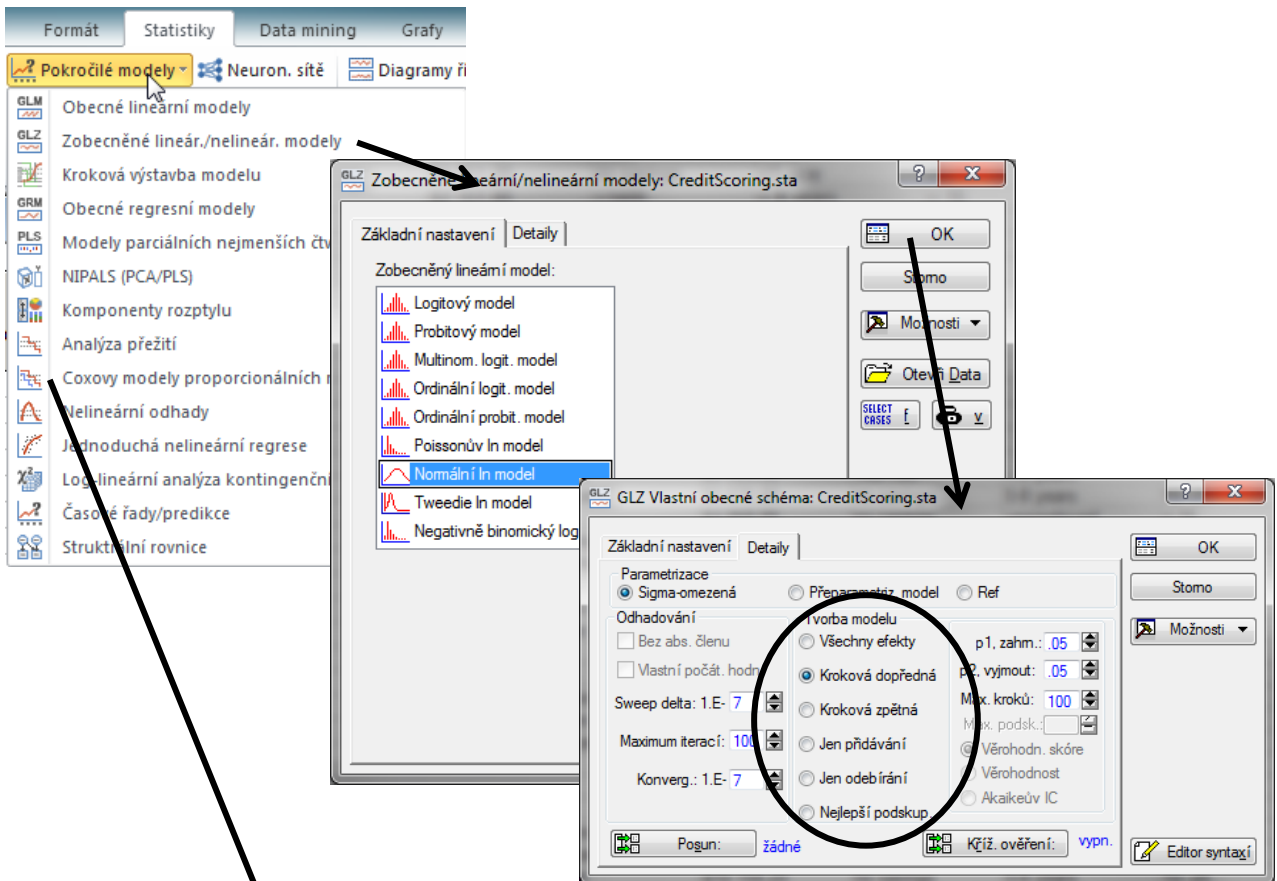 Formát Statistiky Data mining Grafy
Pokročilé modely Neuron. sítě Diagramy ři
GLM Obecné lineární modely
GLZ Zobecněné lineár./nelineár. modely
Kroková výstavba modelu
GRM Obecné regresní modely
PLS Modely parciálních nejmenších čtv
NIPALS (PCA/PLS)
Komponenty rozptylu
Analýza přežití
Coxovy modely proporcionálních r
Nelineární odhady
Jednoduchá nelineární regrese
Log-lineární analýza kontingenční
Časové řady/predikce
Struktrální rovnice
GLZ Zobecněné lineární/nelineární modely: CreditScoring.sta
Základní nastavení Detaily
Zobecněný lineární model:
Logitový model
Probitový model
Multinom. logit. model
Ordinální logit. model
Ordinální probit. model
Poissonův ln model
Normální ln model
Tweedie ln model
Negativně binomický log
OK
Storno
Možnosti
Otevři Data
SELECT CASES f v
GLZ GLZ Vlastní obecné schéma: CreditScoring.sta
Základní nastavení Detaily
Parametrizace
Sigma-omezená Přeparametriz. model Ref
Odhadování
Bez abs. členu
Vlastní počát. hodn
Sweep delta: 1.E- 7
Maximum iterací: 100
Konverg.: 1.E- 7
Tvorba modelu
Všechny efekty
Kroková dopředná
Kroková zpětná
Jen přidávání
Jen odebírání
Nejlepší podskup.
p1, zahrn.: .05
p2, vyjmout: .05
Max. kroků: 100
Max. podsk.:
Věrohodn. skóre
Věrohodnost
Akaikeův IC
Posun: žádné
Kříž. ověření: vypn.
OK
Storno
Možnosti
Editor syntaxí